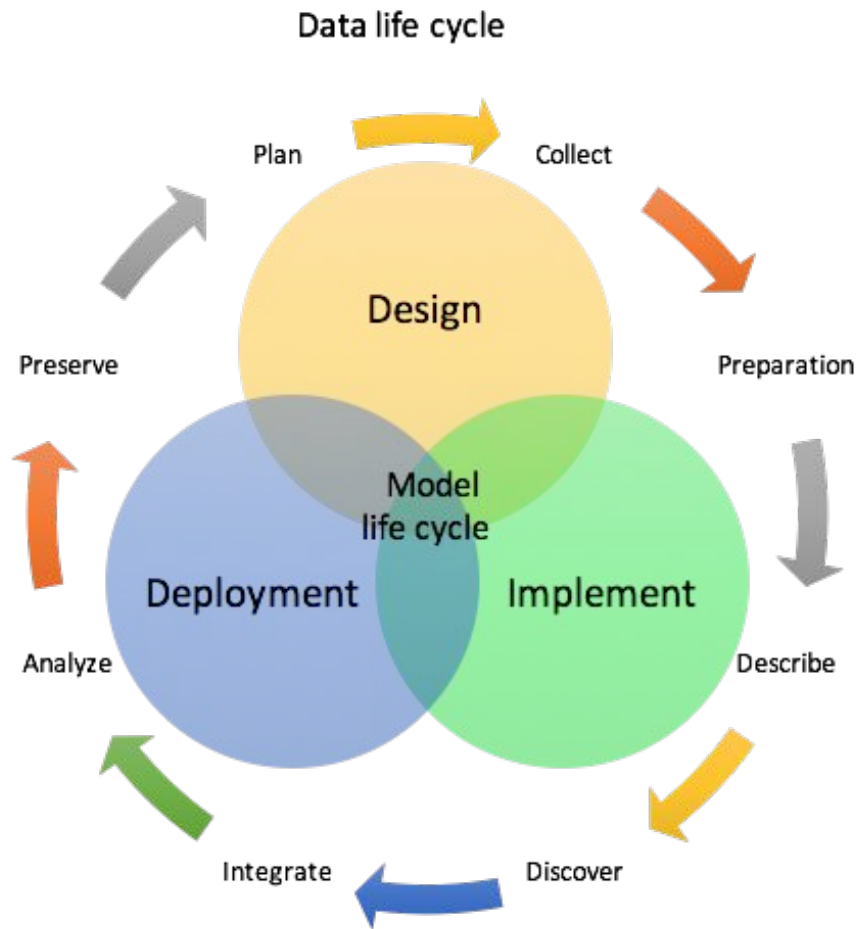 Data life cycle
Plan
Collect
Design
Preserve
Preparation
Model
life cycle
Deployment
Implement
Analyze
Describe
Integrate
Discover